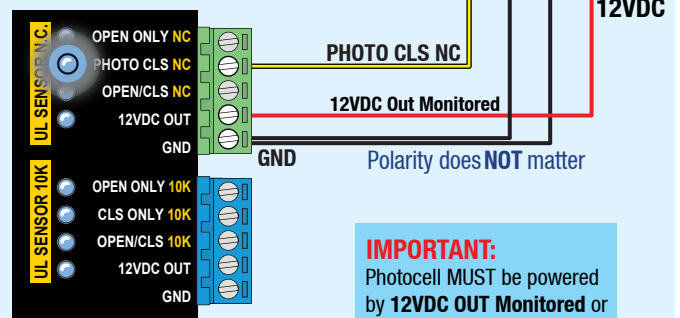 12VDC
UL SENSOR N.C.
OPEN ONLY NC
PHOTO CLS NC
OPEN/CLS NC
12VDC OUT
GND
PHOTO CLS NC
12VDC Out Monitored
GND
Polarity does NOT matter
UL SENSOR 10K
OPEN ONLY 10K
CLS ONLY 10K
OPEN/CLS 10K
12VDC OUT
GND
IMPORTANT:
Photocell MUST be powered
by 12VDC OUT Monitored or